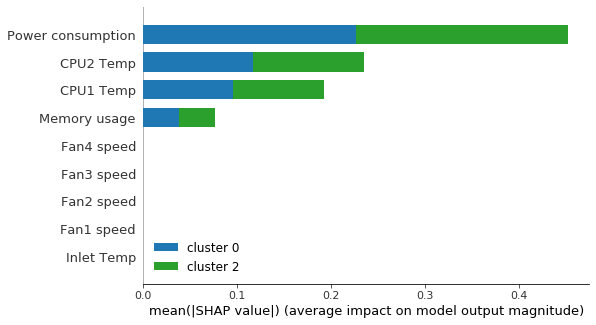 Power consumption
CPU2 Temp
CPU1 Temp
Memory usage
Fan4 speed
Fan3 speed
Fan2 speed
Fan1 speed
Inlet Temp
cluster 0
cluster 2
0.0 0.1 0.2 0.3 0.4
mean(|SHAP value|) (average impact on model output magnitude)